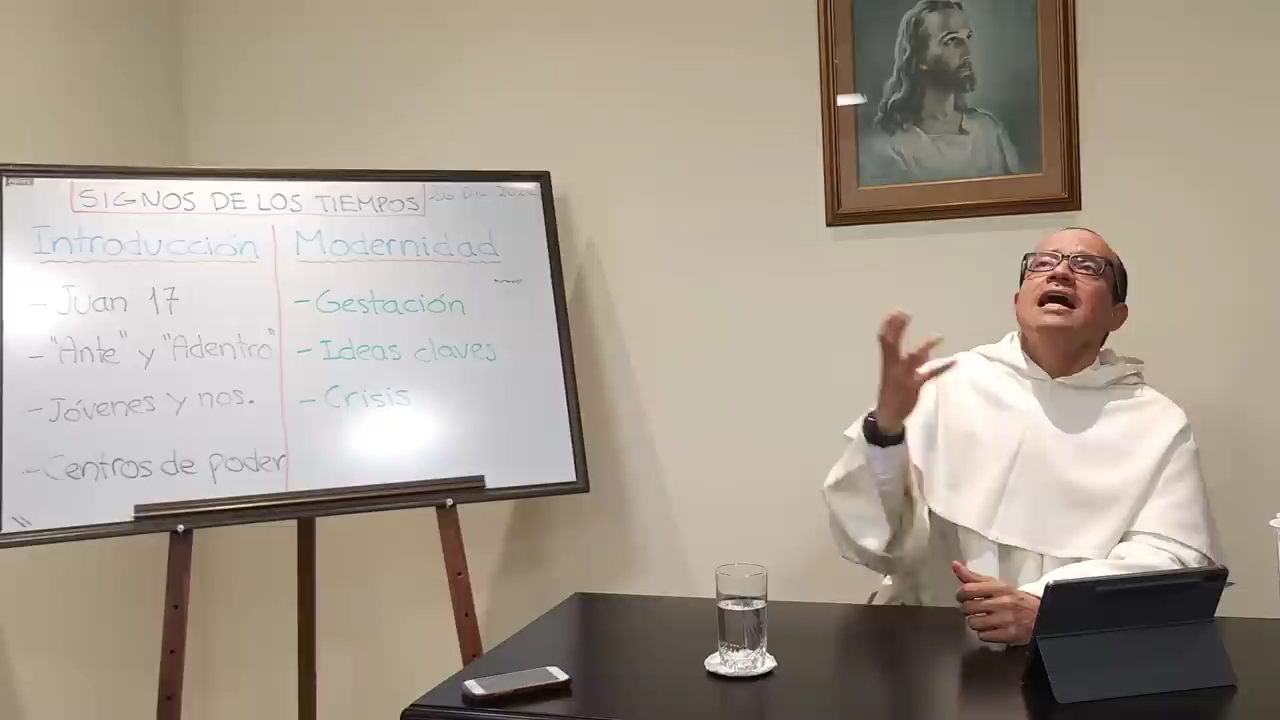 SIGNOS DE LOS TIEMPOS
Introducción
- Juan 17
- "Ante" y "Adentro"
- Jóvenes y nos.
- Centros de poder
Modernidad
- Gestación
- Ideas claves
- Crisis